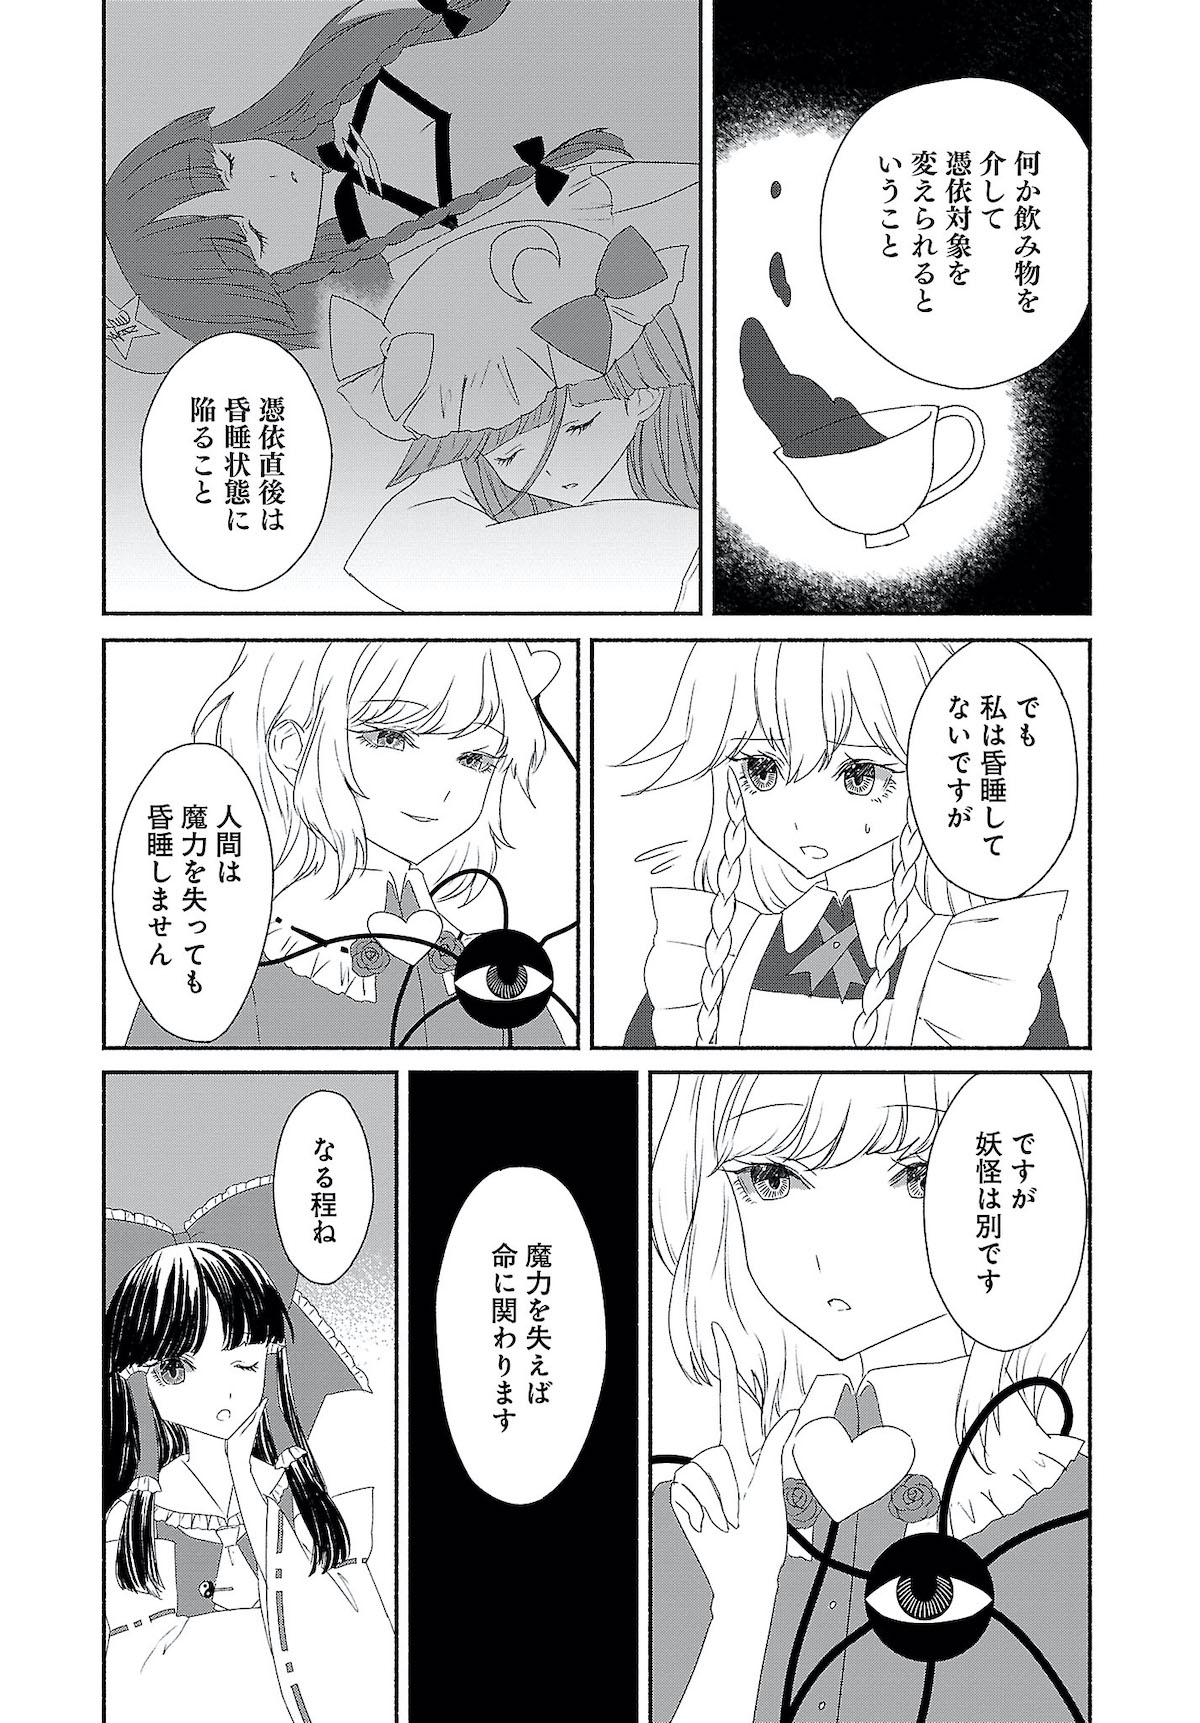 何か飲み物を
介して
憑依対象を
変えられると
いうこと
憑依直後は
昏睡状態に
陥ること
でも
私は昏睡して
ないですが
人間は
魔力を失っても
昏睡しません
ですが
妖怪は別です
魔力を失えば
命に関わります
なる程ね